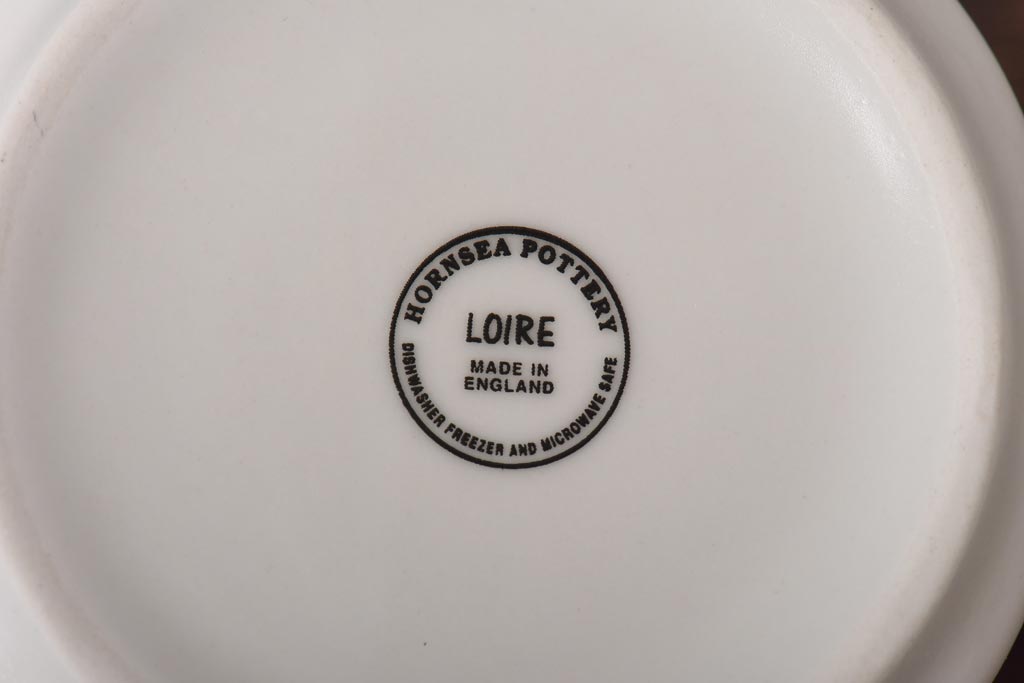 HORNSEA POTTERY
LOIRE
MADE IN
ENGLAND
DISHWASHER FREEZER AND MICROWAVE SAFE